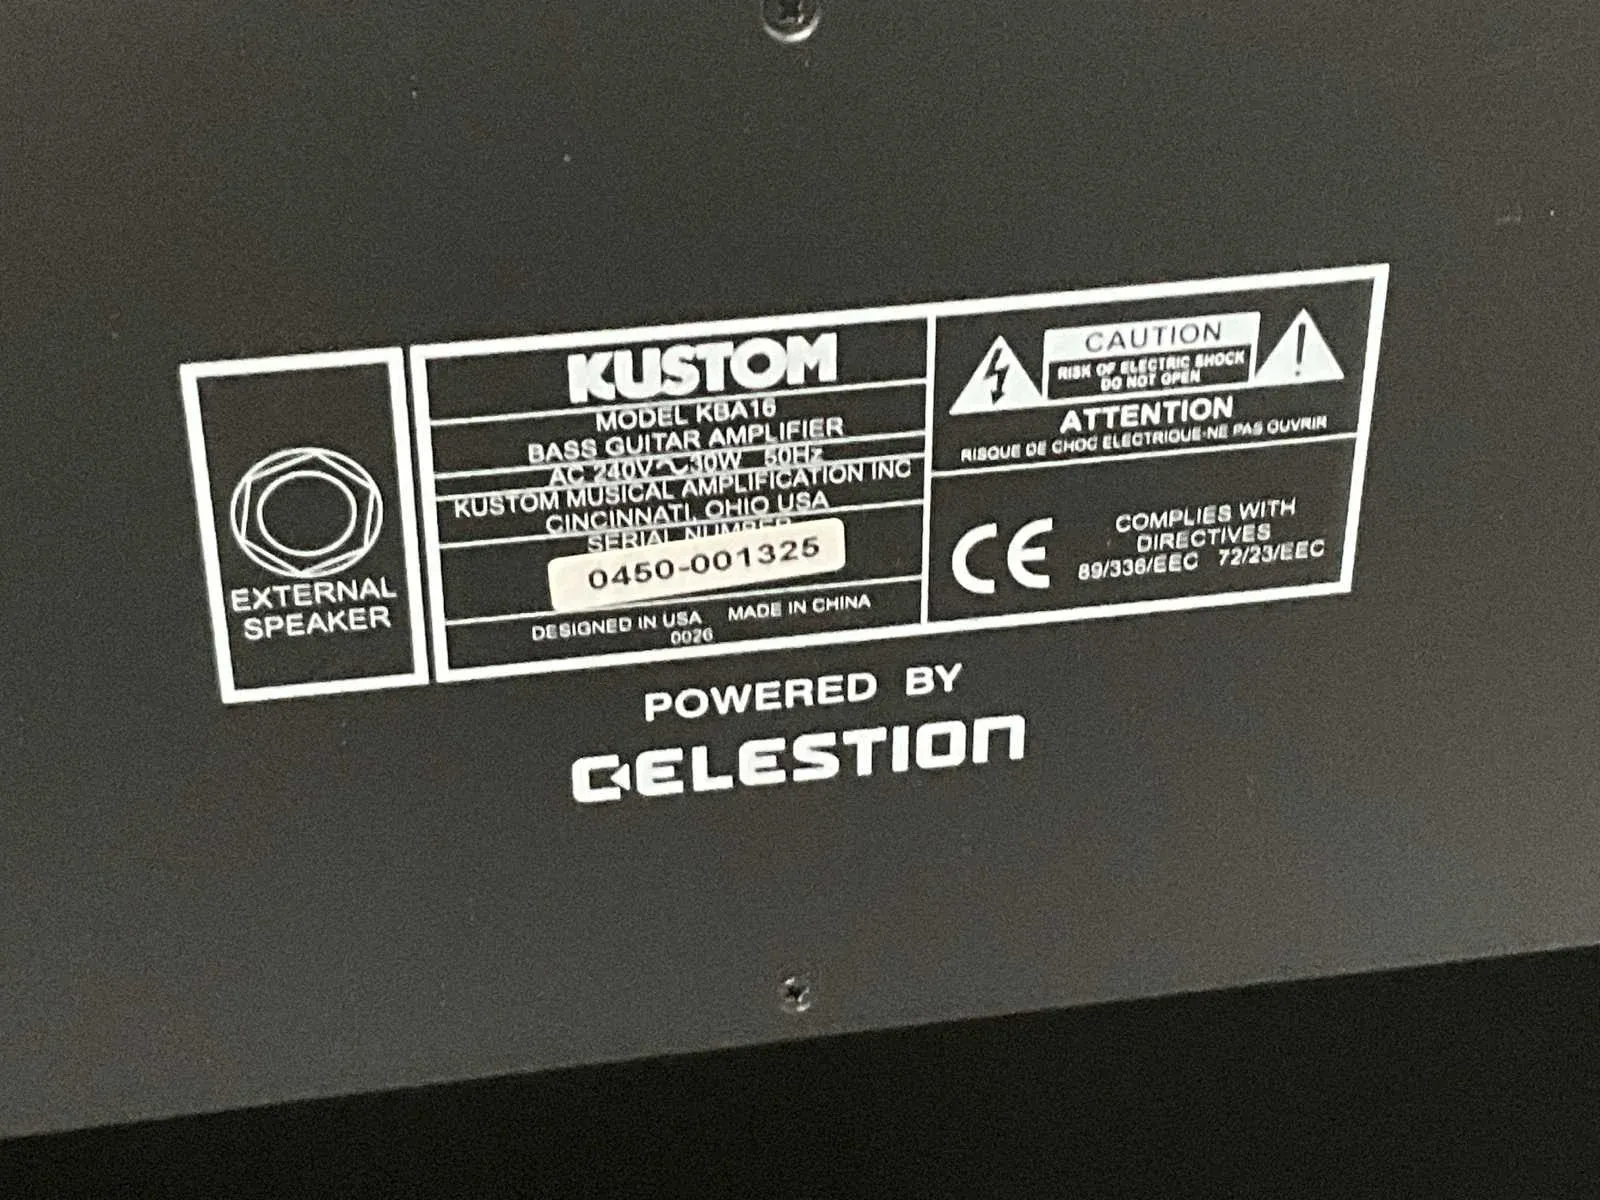 EXTERNAL
SPEAKER
KUSTOM
MODEL KBA16
BASS GUITAR AMPLIFIER
AC 240V~30W 50Hz
KUSTOM MUSICAL AMPLIFICATION INC
CINCINNATI, OHIO USA
SERIAL NUMBER
0450-001325
DESIGNED IN USA MADE IN CHINA
0026
CAUTION
RISK OF ELECTRIC SHOCK
DO NOT OPEN
ATTENTION
RISQUE DE CHOC ELECTRIQUE-NE PAS OUVRIR
CE
COMPLIES WITH
DIRECTIVES
89/336/EEC 72/23/EEC
POWERED BY
CELESTION